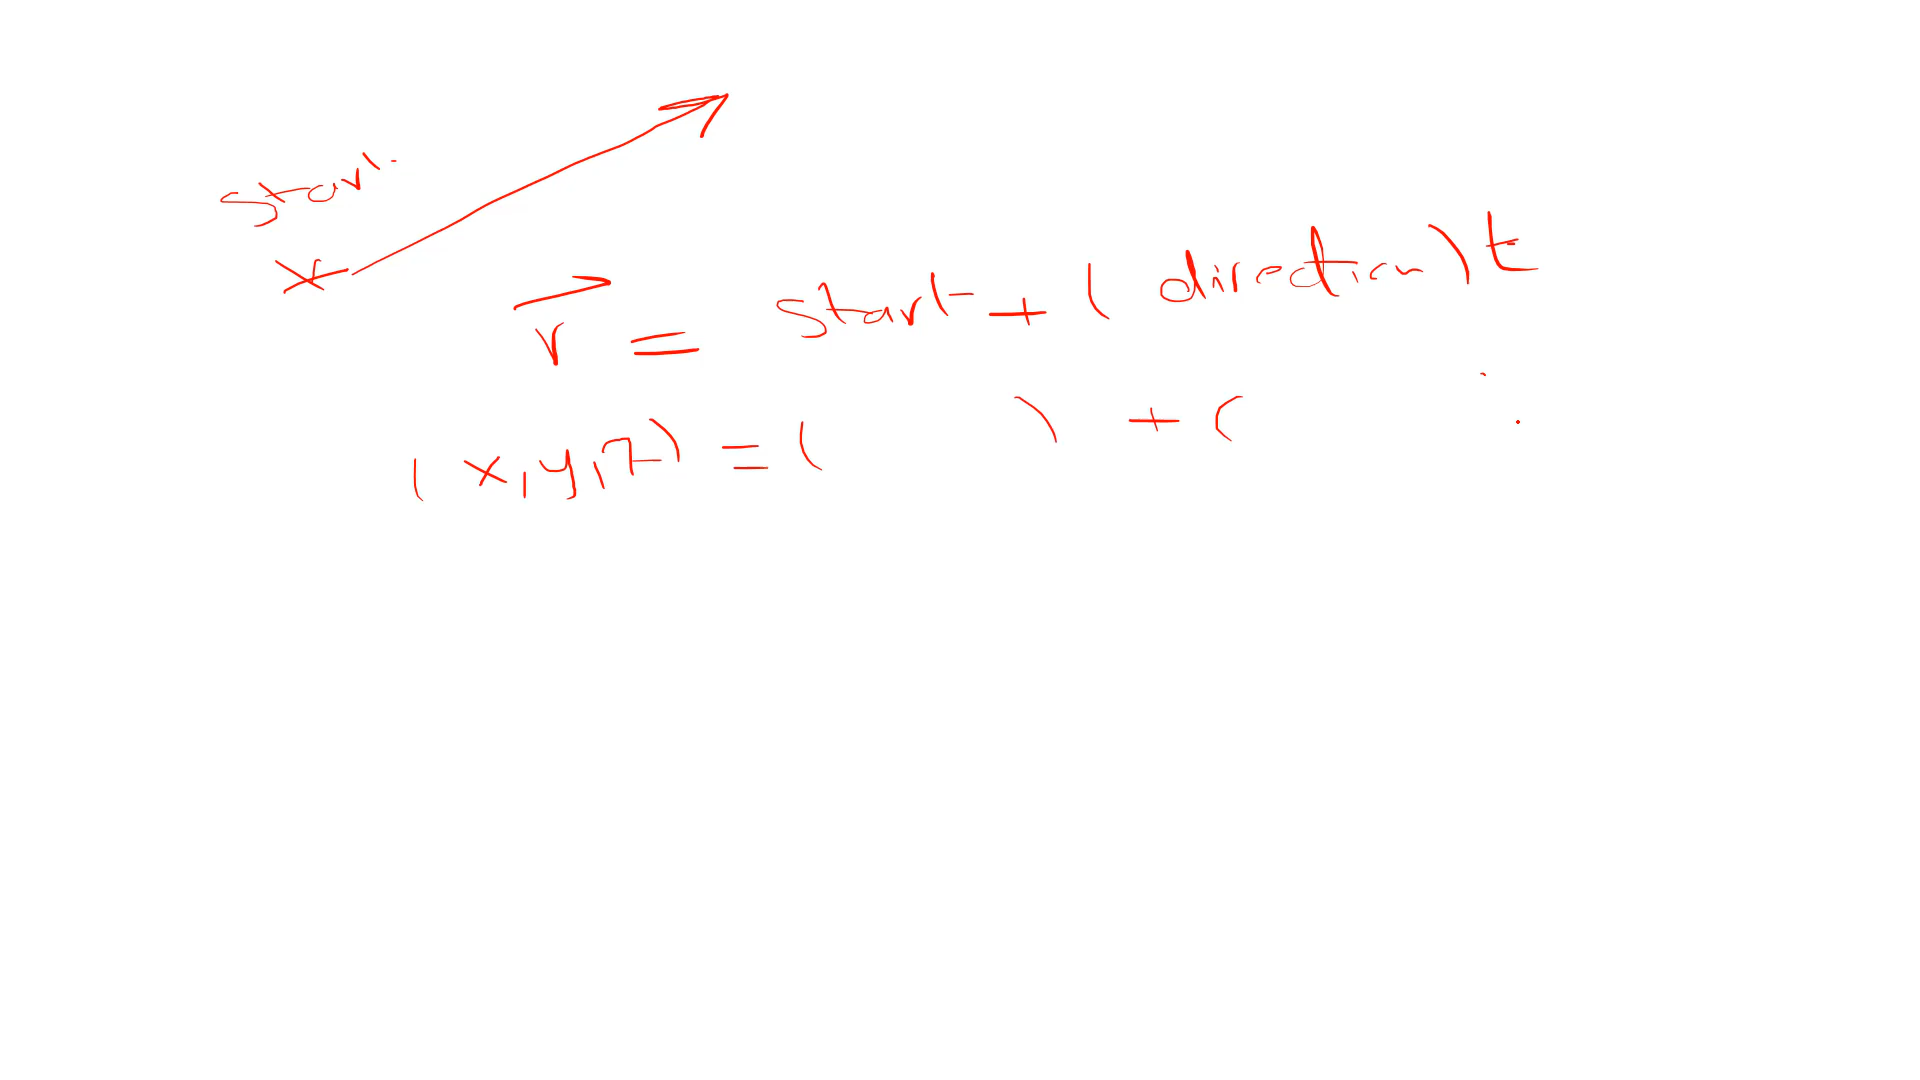 start
r = start + (direction)t
(x,y,z) = ( ) + (